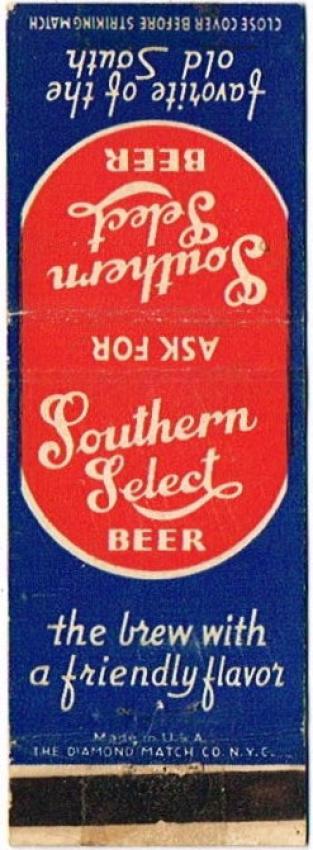 ASK FOR
Southern
Select
BEER
favorite of the
old South
CLOSE COVER BEFORE STRIKING MATCH
Southern
Select
BEER
the brew with
a friendly flavor
Made in U.S.A.
THE DIAMOND MATCH CO. N.Y.C.